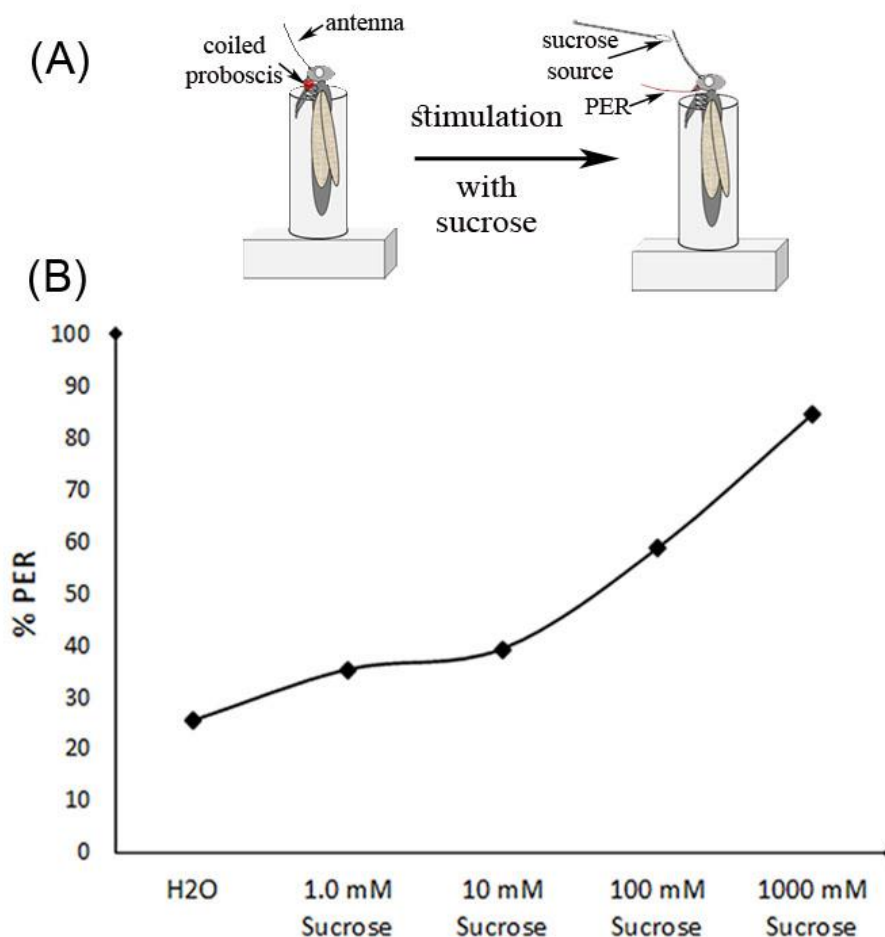 (A)
antenna
coiled
proboscis
stimulation
with
sucrose
sucrose
source
PER
(B)
100
90
80
70
60
50
40
30
20
10
0
% PER
H2O
1.0 mM
Sucrose
10 mM
Sucrose
100 mM
Sucrose
1000 mM
Sucrose